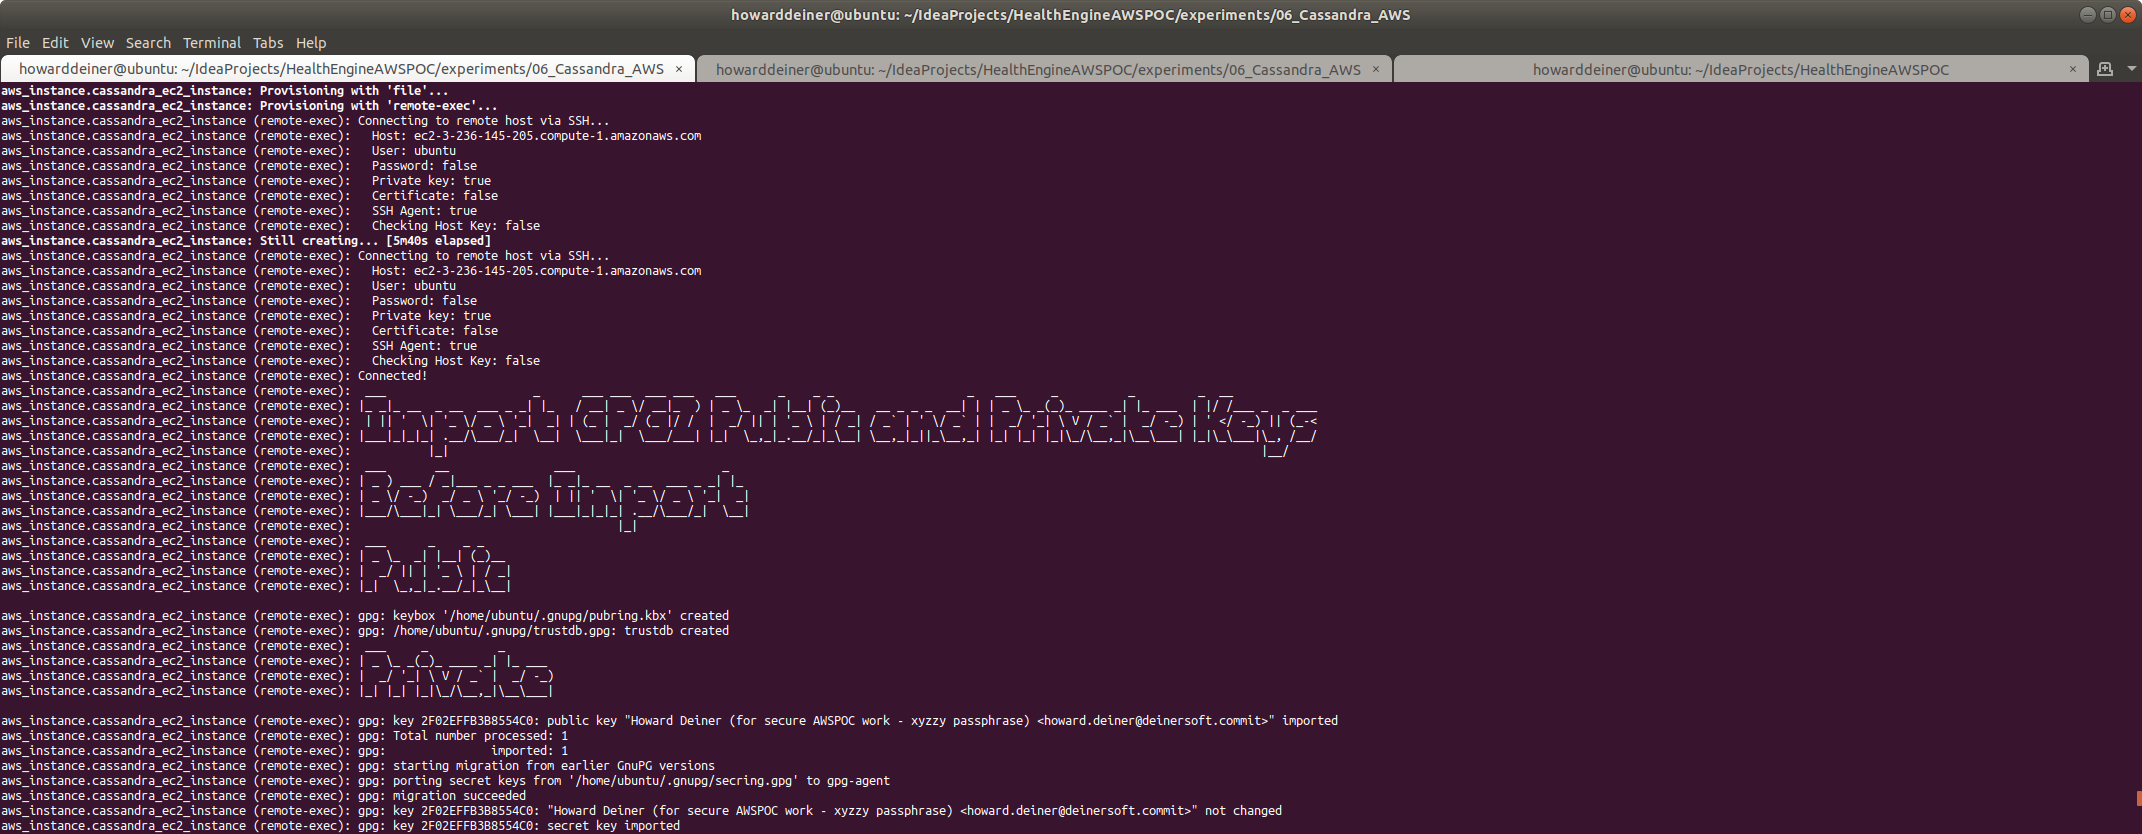 howarddeiner@ubuntu: ~/IdeaProjects/HealthEngineAWSPOC/experiments/06_Cassandra_AWS
File Edit View Search Terminal Tabs Help
howarddeiner@ubuntu: ~/IdeaProjects/HealthEngineAWSPOC/experiments/06_Cassandra_AWS × howarddeiner@ubuntu: ~/IdeaProjects/HealthEngineAWSPOC/experiments/06_Cassandra_AWS × howarddeiner@ubuntu: ~/IdeaProjects/HealthEngineAWSPOC ×
aws_instance.cassandra_ec2_instance: Provisioning with 'file'...
aws_instance.cassandra_ec2_instance: Provisioning with 'remote-exec'...
aws_instance.cassandra_ec2_instance (remote-exec): Connecting to remote host via SSH...
aws_instance.cassandra_ec2_instance (remote-exec):   Host: ec2-3-236-145-205.compute-1.amazonaws.com
aws_instance.cassandra_ec2_instance (remote-exec):   User: ubuntu
aws_instance.cassandra_ec2_instance (remote-exec):   Password: false
aws_instance.cassandra_ec2_instance (remote-exec):   Private key: true
aws_instance.cassandra_ec2_instance (remote-exec):   Certificate: false
aws_instance.cassandra_ec2_instance (remote-exec):   SSH Agent: true
aws_instance.cassandra_ec2_instance (remote-exec):   Checking Host Key: false
aws_instance.cassandra_ec2_instance: Still creating... [5m40s elapsed]
aws_instance.cassandra_ec2_instance (remote-exec): Connecting to remote host via SSH...
aws_instance.cassandra_ec2_instance (remote-exec):   Host: ec2-3-236-145-205.compute-1.amazonaws.com
aws_instance.cassandra_ec2_instance (remote-exec):   User: ubuntu
aws_instance.cassandra_ec2_instance (remote-exec):   Password: false
aws_instance.cassandra_ec2_instance (remote-exec):   Private key: true
aws_instance.cassandra_ec2_instance (remote-exec):   Certificate: false
aws_instance.cassandra_ec2_instance (remote-exec):   SSH Agent: true
aws_instance.cassandra_ec2_instance (remote-exec):   Checking Host Key: false
aws_instance.cassandra_ec2_instance (remote-exec): Connected!
aws_instance.cassandra_ec2_instance (remote-exec):
aws_instance.cassandra_ec2_instance (remote-exec): Import GPG Public and Private Keys
aws_instance.cassandra_ec2_instance (remote-exec):
aws_instance.cassandra_ec2_instance (remote-exec):
aws_instance.cassandra_ec2_instance (remote-exec):
aws_instance.cassandra_ec2_instance (remote-exec):
aws_instance.cassandra_ec2_instance (remote-exec): Before Import
aws_instance.cassandra_ec2_instance (remote-exec):
aws_instance.cassandra_ec2_instance (remote-exec):
aws_instance.cassandra_ec2_instance (remote-exec):
aws_instance.cassandra_ec2_instance (remote-exec):
aws_instance.cassandra_ec2_instance (remote-exec): Public
aws_instance.cassandra_ec2_instance (remote-exec):
aws_instance.cassandra_ec2_instance (remote-exec):
aws_instance.cassandra_ec2_instance (remote-exec): gpg: keybox '/home/ubuntu/.gnupg/pubring.kbx' created
aws_instance.cassandra_ec2_instance (remote-exec): gpg: /home/ubuntu/.gnupg/trustdb.gpg: trustdb created
aws_instance.cassandra_ec2_instance (remote-exec):
aws_instance.cassandra_ec2_instance (remote-exec): Private
aws_instance.cassandra_ec2_instance (remote-exec):
aws_instance.cassandra_ec2_instance (remote-exec):
aws_instance.cassandra_ec2_instance (remote-exec): gpg: key 2F02EFFB3B8554C0: public key "Howard Deiner (for secure AWSPOC work - xyzzy passphrase) <howard.deiner@deinersoft.commit>" imported
aws_instance.cassandra_ec2_instance (remote-exec): gpg: Total number processed: 1
aws_instance.cassandra_ec2_instance (remote-exec): gpg:               imported: 1
aws_instance.cassandra_ec2_instance (remote-exec): gpg: starting migration from earlier GnuPG versions
aws_instance.cassandra_ec2_instance (remote-exec): gpg: porting secret keys from '/home/ubuntu/.gnupg/secring.gpg' to gpg-agent
aws_instance.cassandra_ec2_instance (remote-exec): gpg: migration succeeded
aws_instance.cassandra_ec2_instance (remote-exec): gpg: key 2F02EFFB3B8554C0: "Howard Deiner (for secure AWSPOC work - xyzzy passphrase) <howard.deiner@deinersoft.commit>" not changed
aws_instance.cassandra_ec2_instance (remote-exec): gpg: key 2F02EFFB3B8554C0: secret key imported